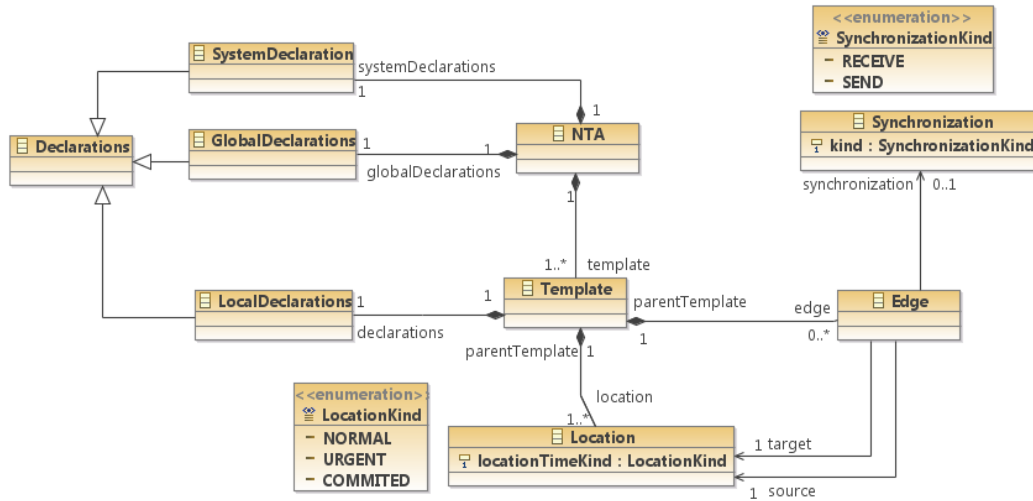 <<enumeration>>
SynchronizationKind
RECEIVE
SEND
SystemDeclaration
systemDeclarations
1
1
Declarations
GlobalDeclarations
1
1
globalDeclarations
NTA
1
Synchronization
kind : SynchronizationKind
synchronization
0..1
1..*
template
LocalDeclarations
1
declarations
1
Template
parentTemplate
1
edge
0..*
Edge
parentTemplate
1
location
1..*
<<enumeration>>
LocationKind
NORMAL
URGENT
COMMITED
Location
locationTimeKind : LocationKind
1 target
1 source